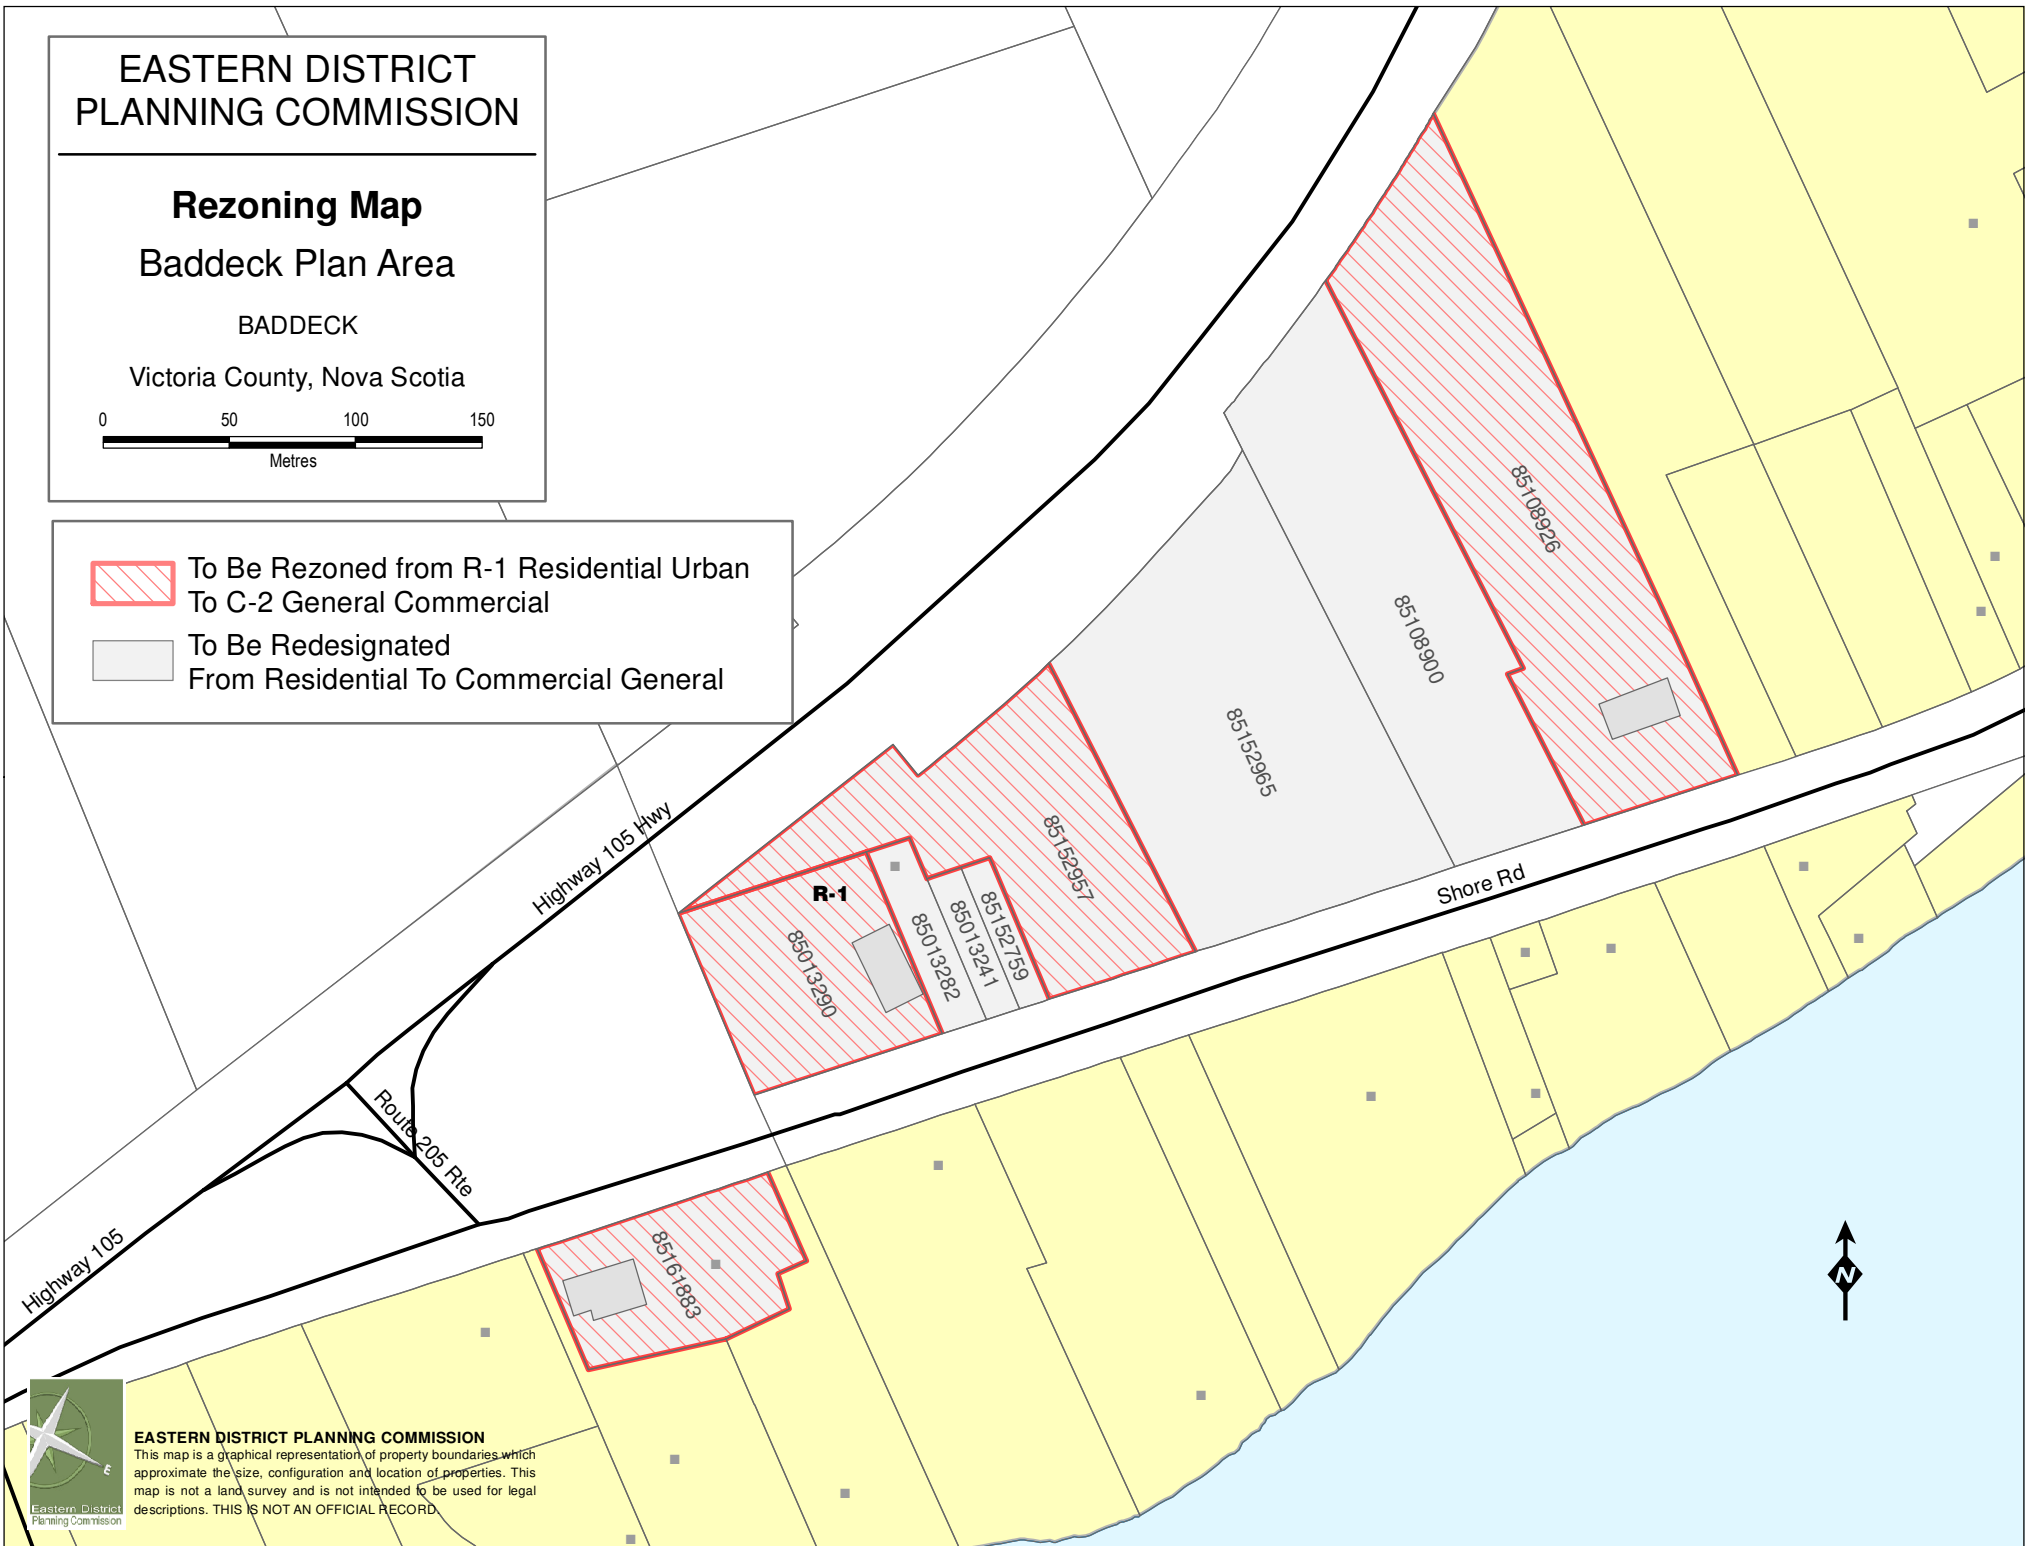 EASTERN DISTRICT
PLANNING COMMISSION
Rezoning Map
Baddeck Plan Area
BADDECK
Victoria County, Nova Scotia
0 50 100 150
Metres
To Be Rezoned from R-1 Residential Urban
To C-2 General Commercial
To Be Redesignated
From Residential To Commercial General
85108926
85108900
85152965
85152957
R-1
85152759
85013241
85013282
85013290
85161883
Highway 105 Hwy
Shore Rd
Route 205 Rte
Highway 105
N
E
Eastern District
Planning Commission
EASTERN DISTRICT PLANNING COMMISSION
This map is a graphical representation of property boundaries which
approximate the size, configuration and location of properties. This
map is not a land survey and is not intended to be used for legal
descriptions. THIS IS NOT AN OFFICIAL RECORD.